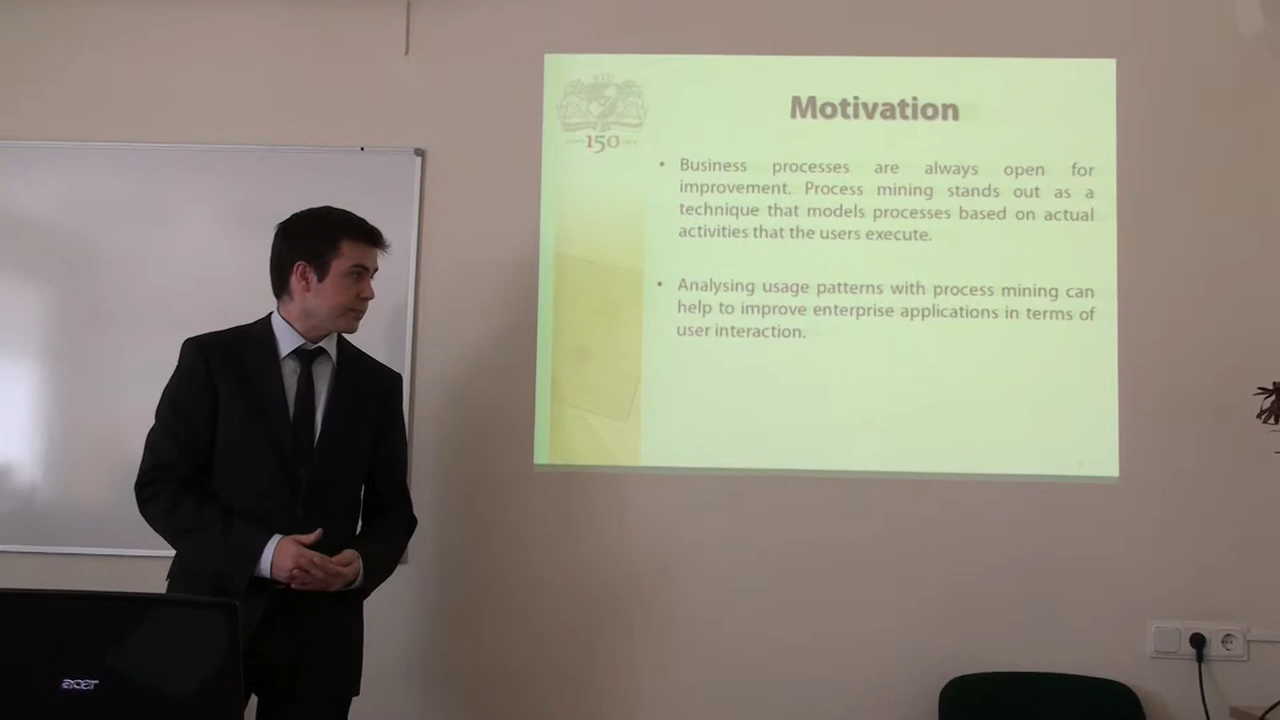 RTU
150
Motivation
• Business processes are always open for
improvement. Process mining stands out as a
technique that models processes based on actual
activities that the users execute.
• Analysing usage patterns with process mining can
help to improve enterprise applications in terms of
user interaction.
acer